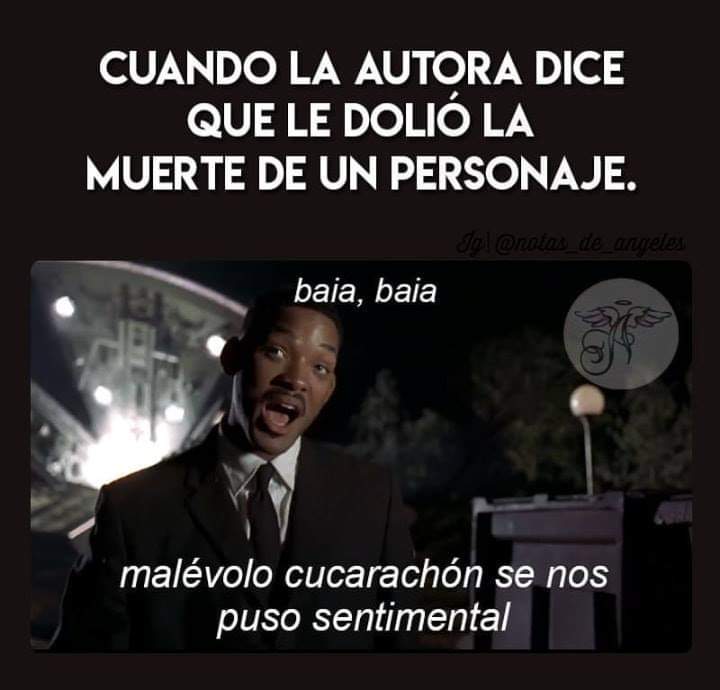 CUANDO LA AUTORA DICE
QUE LE DOLIÓ LA
MUERTE DE UN PERSONAJE.
Ig|@notas_de_angeles
baia, baia
malévolo cucarachón se nos
puso sentimental